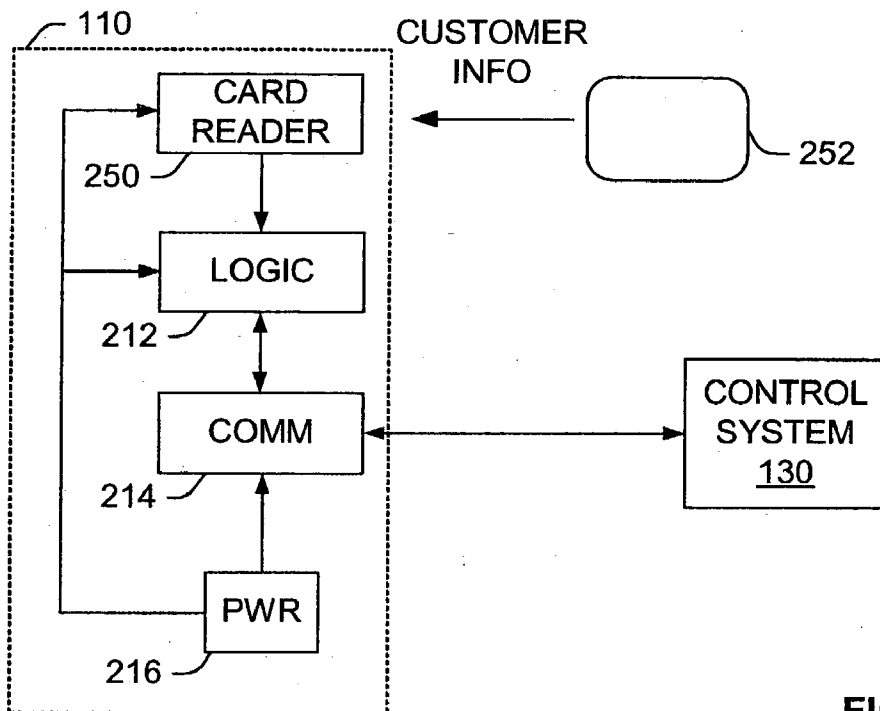 110
CUSTOMER
INFO
CARD
READER
250
252
LOGIC
212
COMM
214
CONTROL
SYSTEM
130
PWR
216